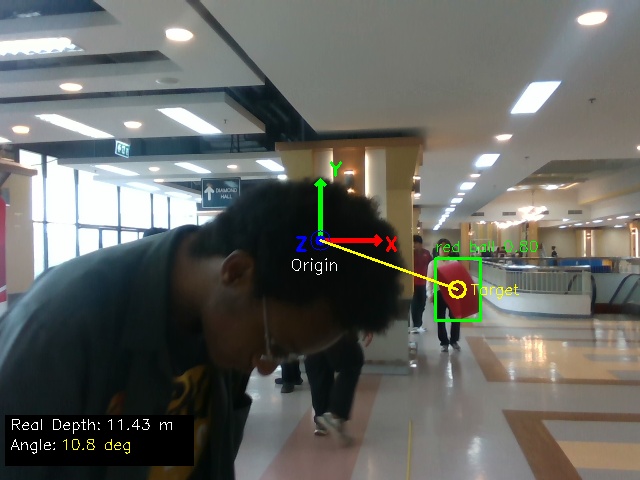 DIAMOND
HALL
Y
Z
X
Origin
red ball 0.80
Target
Real Depth: 11.43 m
Angle: 10.8 deg